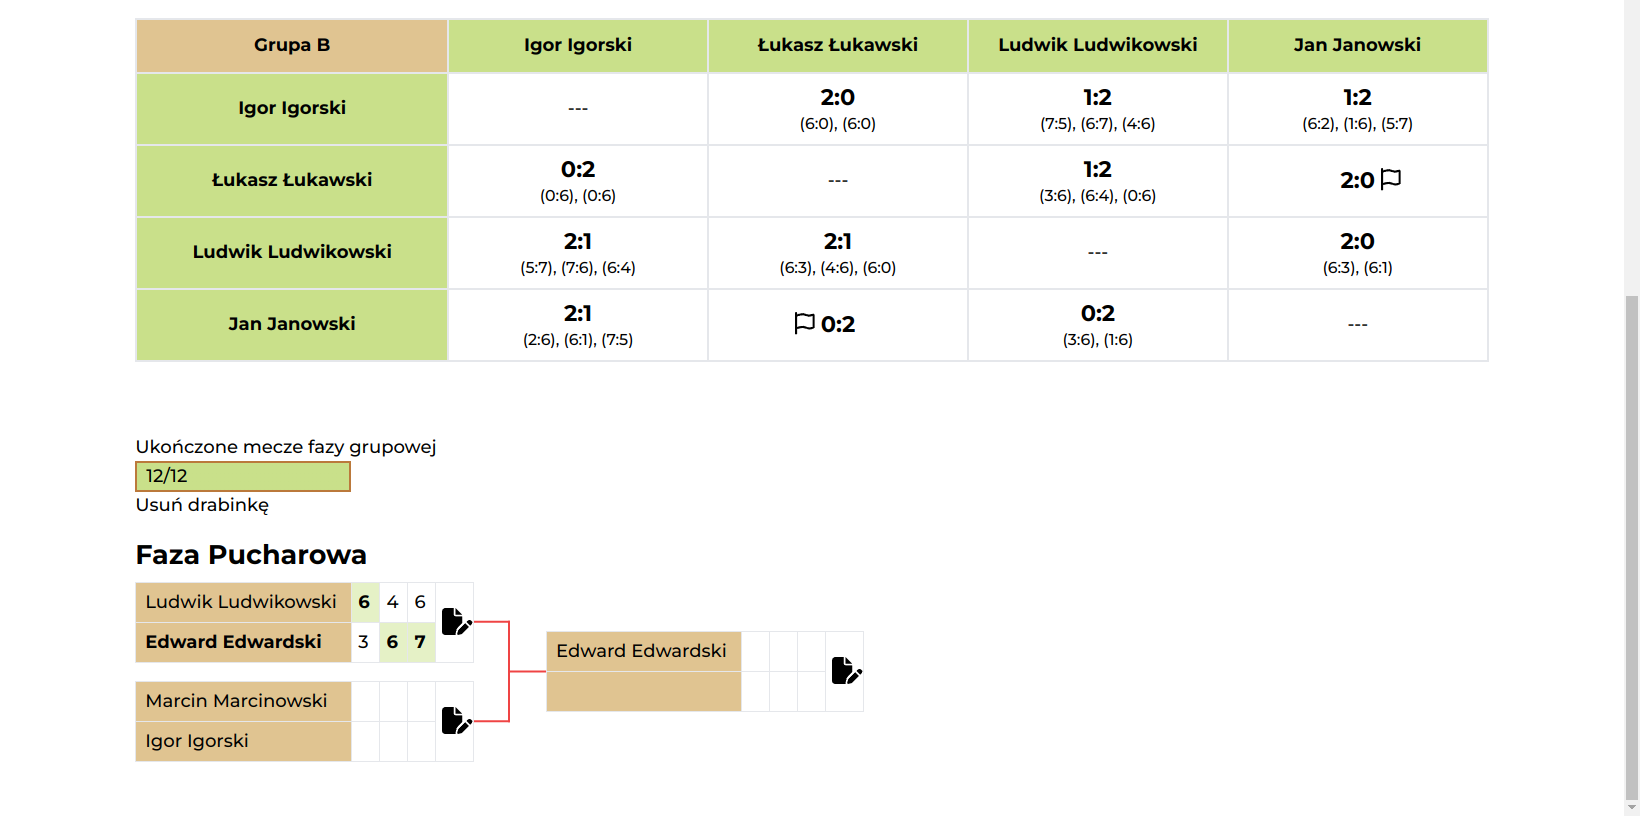 Grupa B Igor Igorski Łukasz Łukawski Ludwik Ludwikowski Jan Janowski
Igor Igorski --- 2:0 1:2 1:2
(6:0), (6:0) (7:5), (6:7), (4:6) (6:2), (1:6), (5:7)
Łukasz Łukawski 0:2 --- 1:2 2:0
(0:6), (0:6) (3:6), (6:4), (0:6)
Ludwik Ludwikowski 2:1 2:1 --- 2:0
(5:7), (7:6), (6:4) (6:3), (4:6), (6:0) (6:3), (6:1)
Jan Janowski 2:1 0:2 0:2 ---
(2:6), (6:1), (7:5) (3:6), (1:6)
Ukończone mecze fazy grupowej
12/12
Usuń drabinkę
Faza Pucharowa
Ludwik Ludwikowski 6 4 6
Edward Edwardski 3 6 7
Marcin Marcinowski
Igor Igorski
Edward Edwardski